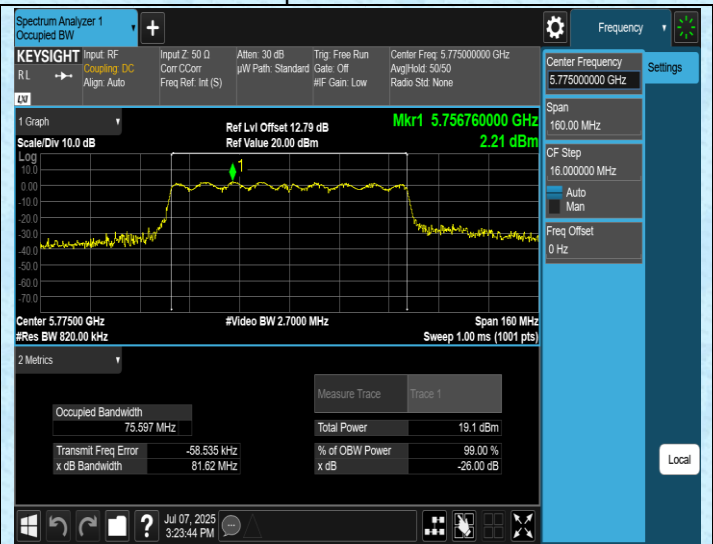 Spectrum Analyzer 1
Occupied BW
Frequency
KEYSIGHT
RL
LXI
Input: RF
Coupling: DC
Align: Auto
Input Z: 50 Ω
Corr CCorr
Freq Ref: Int (S)
Atten: 30 dB
µW Path: Standard
Trig: Free Run
Gate: Off
#IF Gain: Low
Center Freq: 5.775000000 GHz
Avg|Hold: 50/50
Radio Std: None
Center Frequency
5.775000000 GHz
Settings
Span
160.00 MHz
CF Step
16.000000 MHz
Auto
Man
Freq Offset
0 Hz
Local
1 Graph
Scale/Div 10.0 dB
Ref Lvl Offset 12.79 dB
Ref Value 20.00 dBm
Mkr1 5.756760000 GHz
2.21 dBm
Log
10.0
0.00
-10.0
-20.0
-30.0
-40.0
-50.0
-60.0
-70.0
1
Center 5.77500 GHz
#Res BW 820.00 kHz
#Video BW 2.7000 MHz
Span 160 MHz
Sweep 1.00 ms (1001 pts)
2 Metrics
Measure Trace Trace 1
Occupied Bandwidth
75.597 MHz
Total Power 19.1 dBm
Transmit Freq Error -58.535 kHz
% of OBW Power 99.00 %
x dB Bandwidth 81.62 MHz
x dB -26.00 dB
?
Jul 07, 2025
3:23:44 PM